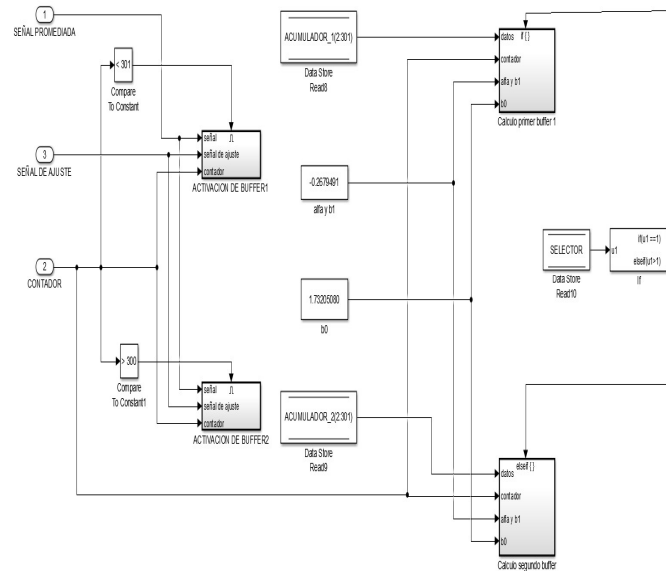 1
SEÑAL PROMEDIADA
< 301
Compare
To Constant
3
SEÑAL DE AJUSTE
señal
señal de ajuste
contador
ACTIVACION DE BUFFER1
2
CONTADOR
> 300
Compare
To Constant1
señal
señal de ajuste
contador
ACTIVACION DE BUFFER2
ACUMULADOR_1(2:301)
Data Store
Read8
-0.2679491
alfa y b1
1.73205080
b0
ACUMULADOR_2(2:301)
Data Store
Read9
if { }
datos
contador
alfa y b1
b0
Calculo primer buffer 1
SELECTOR
Data Store
Read10
u1
if(u1 ==1)
elseif(u1>1)
If
elseif { }
datos
contador
alfa y b1
b0
Calculo segundo buffer